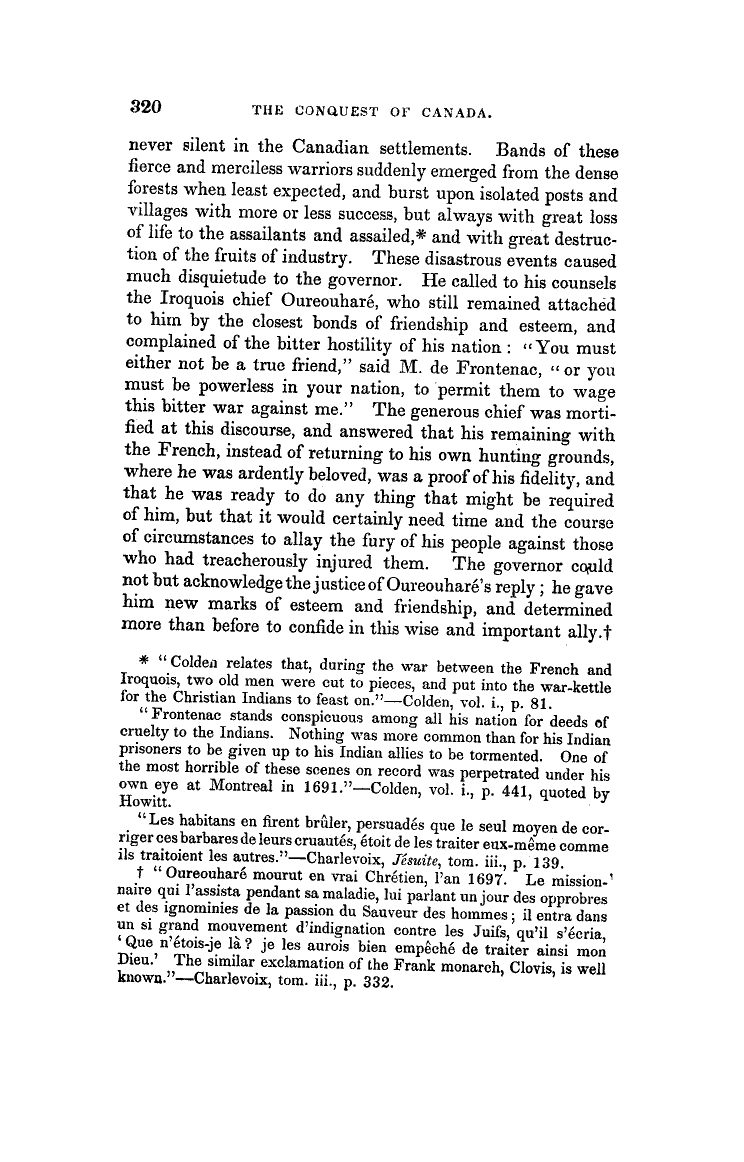 320 THE CONQUEST OF CANADA.
never silent in the Canadian settlements. Bands of these
fierce and merciless warriors suddenly emerged from the dense
forests when least expected, and burst upon isolated posts and
villages with more or less success, but always with great loss
of life to the assailants and assailed,* and with great destruc-
tion of the fruits of industry. These disastrous events caused
much disquietude to the governor. He called to his counsels
the Iroquois chief Oureouharé, who still remained attached
to him by the closest bonds of friendship and esteem, and
complained of the bitter hostility of his nation: "You must
either not be a true friend," said M. de Frontenac, "or you
must be powerless in your nation, to permit them to wage
this bitter war against me." The generous chief was morti-
fied at this discourse, and answered that his remaining with
the French, instead of returning to his own hunting grounds,
where he was ardently beloved, was a proof of his fidelity, and
that he was ready to do any thing that might be required
of him, but that it would certainly need time and the course
of circumstances to allay the fury of his people against those
who had treacherously injured them. The governor could
not but acknowledge the justice of Oureouharé's reply; he gave
him new marks of esteem and friendship, and determined
more than before to confide in this wise and important ally.†
* "Colden relates that, during the war between the French and
Iroquois, two old men were cut to pieces, and put into the war-kettle
for the Christian Indians to feast on."—Colden, vol. i., p. 81.
"Frontenac stands conspicuous among all his nation for deeds of
cruelty to the Indians. Nothing was more common than for his Indian
prisoners to be given up to his Indian allies to be tormented. One of
the most horrible of these scenes on record was perpetrated under his
own eye at Montreal in 1691."—Colden, vol. i., p. 441, quoted by
Howitt.
"Les habitans en firent brûler, persuadés que le seul moyen de cor-
riger ces barbares de leurs cruautés, étoit de les traiter eux-même comme
ils traitoient les autres."—Charlevoix, Jésuite, tom. iii., p. 139.
† "Oureouharé mourut en vrai Chrétien, l'an 1697. Le mission-'
naire qui l'assista pendant sa maladie, lui parlant un jour des opprobres
et des ignominies de la passion du Sauveur des hommes; il entra dans
un si grand mouvement d'indignation contre les Juifs, qu'il s'écria,
'Que n'étois-je là? je les aurois bien empêché de traiter ainsi mon
Dieu.' The similar exclamation of the Frank monarch, Clovis, is well
known."—Charlevoix, tom. iii., p. 332.